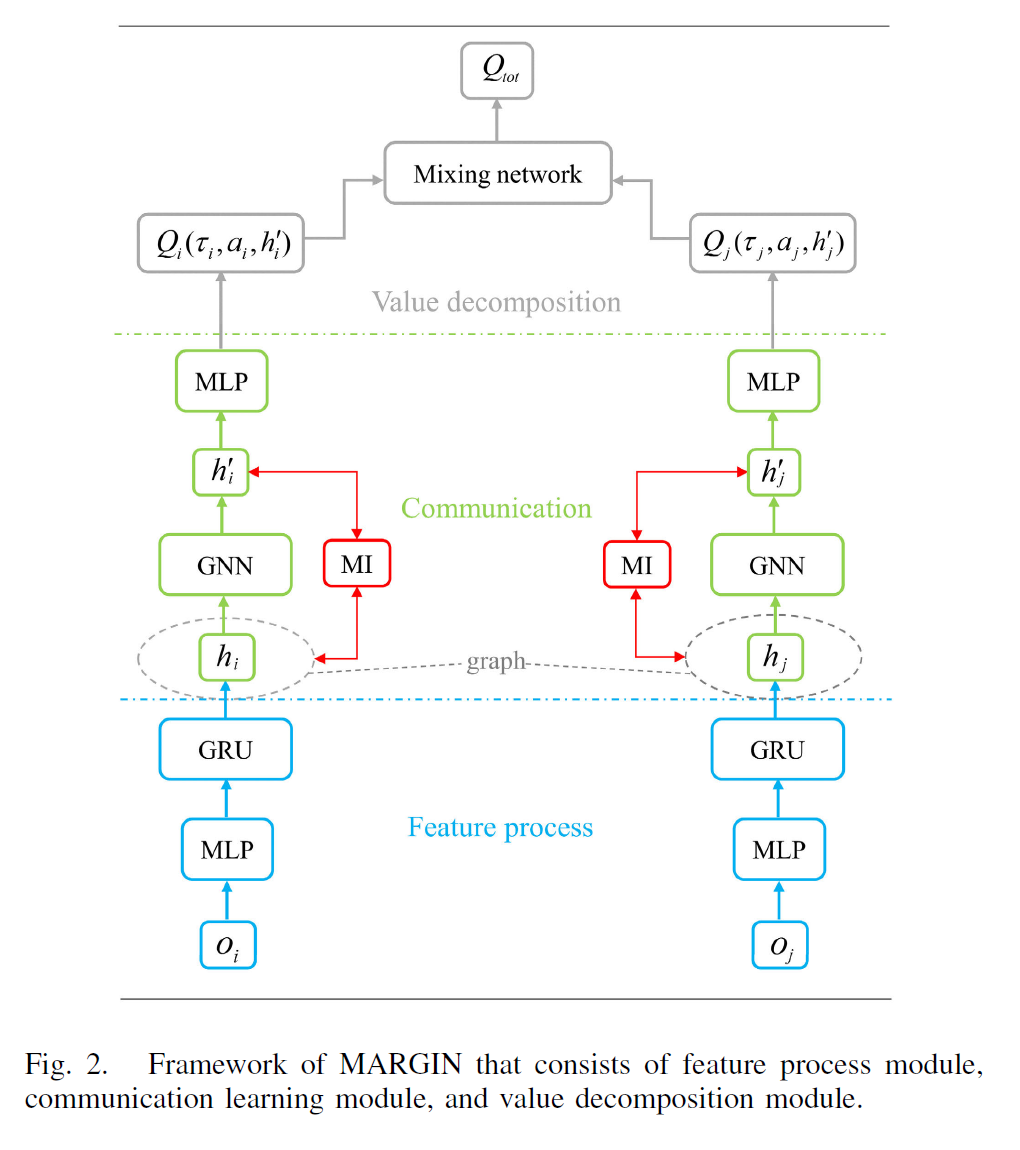 Q_tot
Mixing network
Q_i(τ_i, a_i, h′_i)
Q_j(τ_j, a_j, h′_j)
Value decomposition
MLP
MLP
h′_i
h′_j
Communication
GNN
MI
MI
GNN
h_i
graph
h_j
GRU
GRU
Feature process
MLP
MLP
o_i
o_j
Fig. 2. Framework of MARGIN that consists of feature process module,
communication learning module, and value decomposition module.